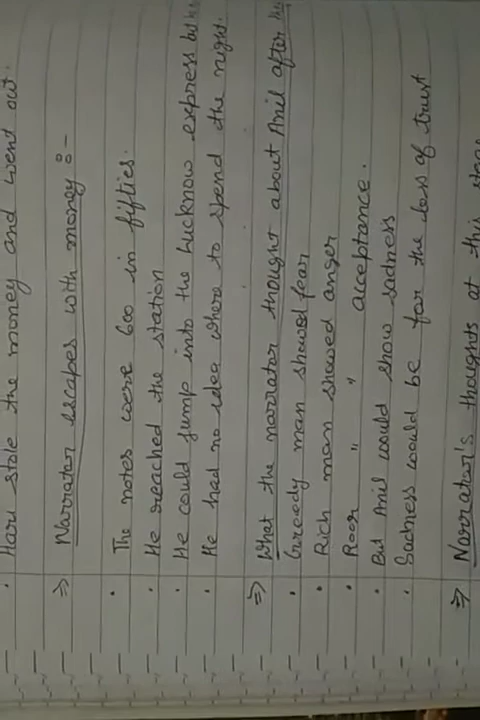 • Hari stole the money and went out.
⇒ Narrator escapes with money :-
• The notes were 600 in fifties.
• He reached the station
• He could jump into the Lucknow express but
• He had no idea where to spend the night.
⇒ What the narrator thought about Anil after
• Greedy man showed fear
• Rich man showed anger
• Poor " " acceptance.
• But Anil would show sadness
• Sadness would be for the loss of trust
⇒ Narrator's thoughts at this